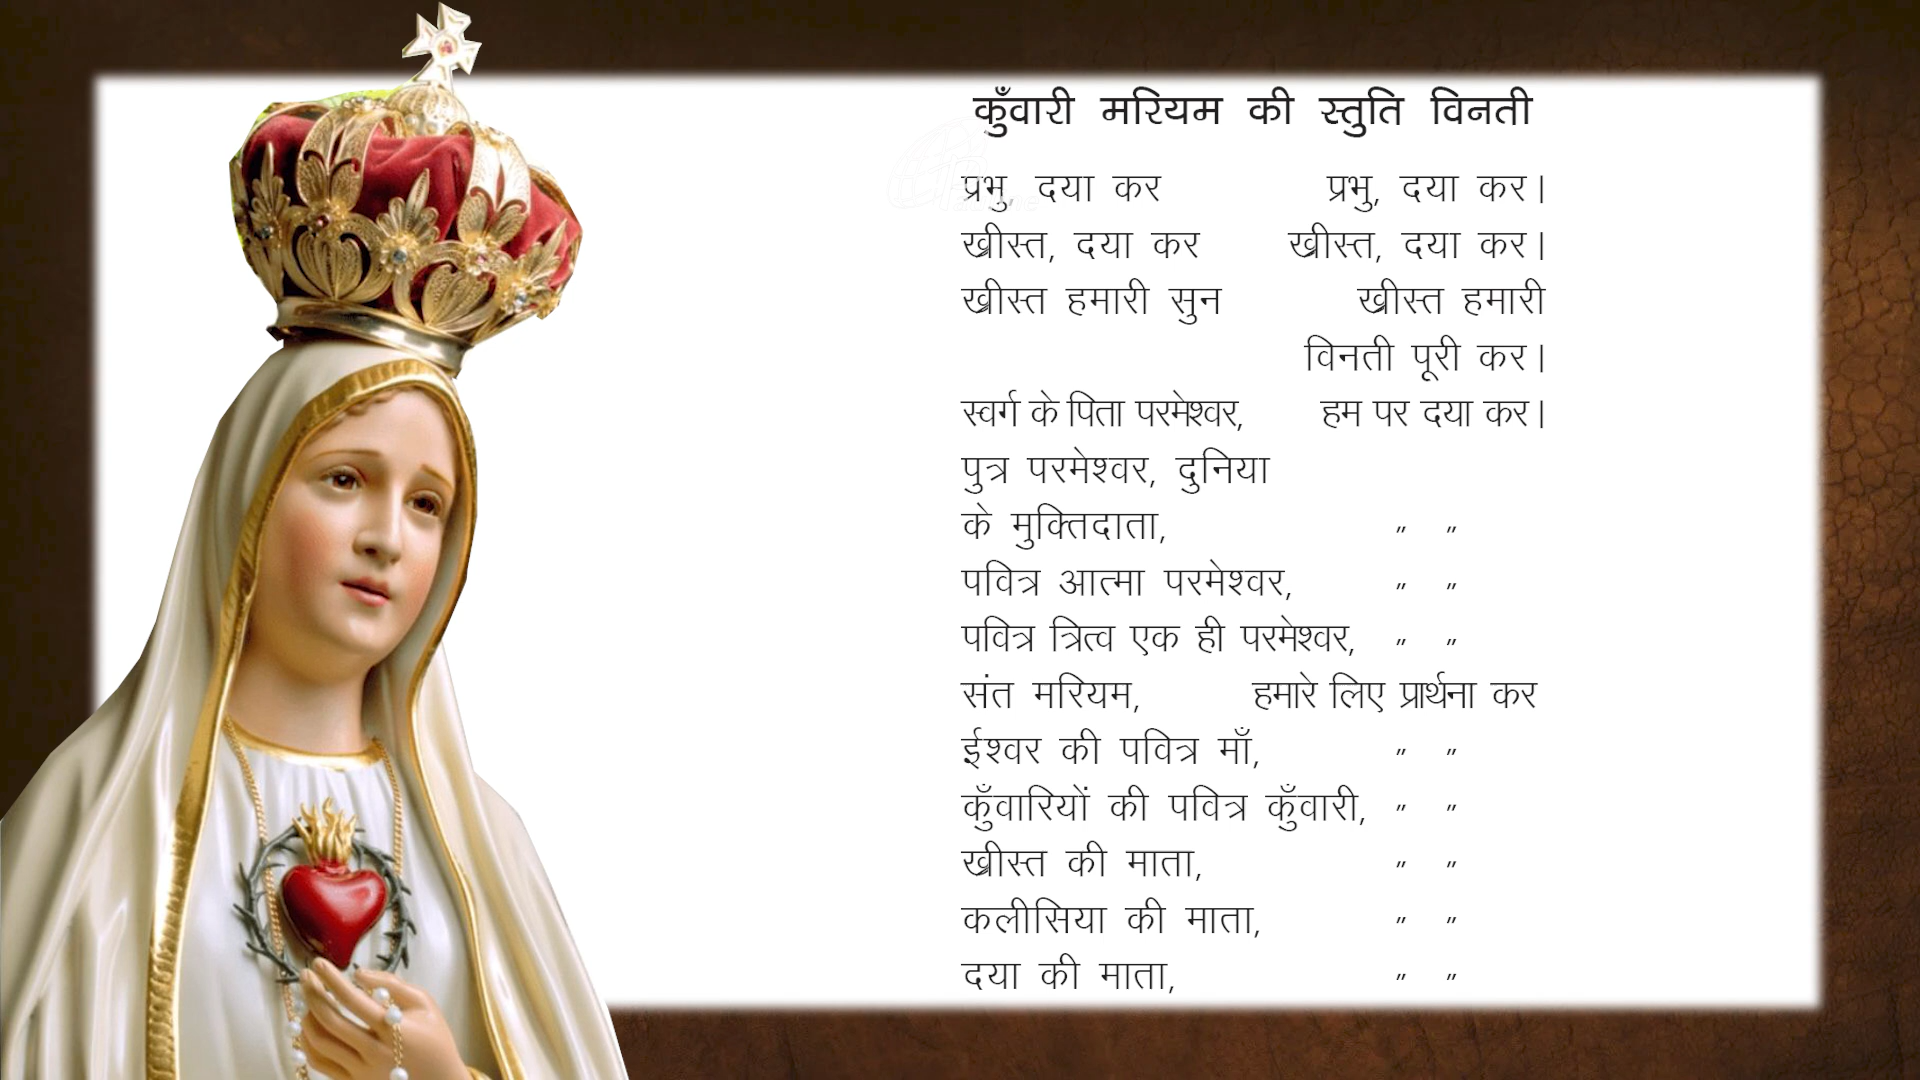 कुँवारी मरियम की स्तुति विनती
प्रभु, दया कर प्रभु, दया कर।
ख्रीस्त, दया कर ख्रीस्त, दया कर।
ख्रीस्त हमारी सुन ख्रीस्त हमारी
विनती पूरी कर।
स्वर्ग के पिता परमेश्वर, हम पर दया कर।
पुत्र परमेश्वर, दुनिया
के मुक्तिदाता, ” ”
पवित्र आत्मा परमेश्वर, ” ”
पवित्र त्रित्व एक ही परमेश्वर, ” ”
संत मरियम, हमारे लिए प्रार्थना कर
ईश्वर की पवित्र माँ, ” ”
कुँवारियों की पवित्र कुँवारी, ” ”
ख्रीस्त की माता, ” ”
कलीसिया की माता, ” ”
दया की माता, ” ”